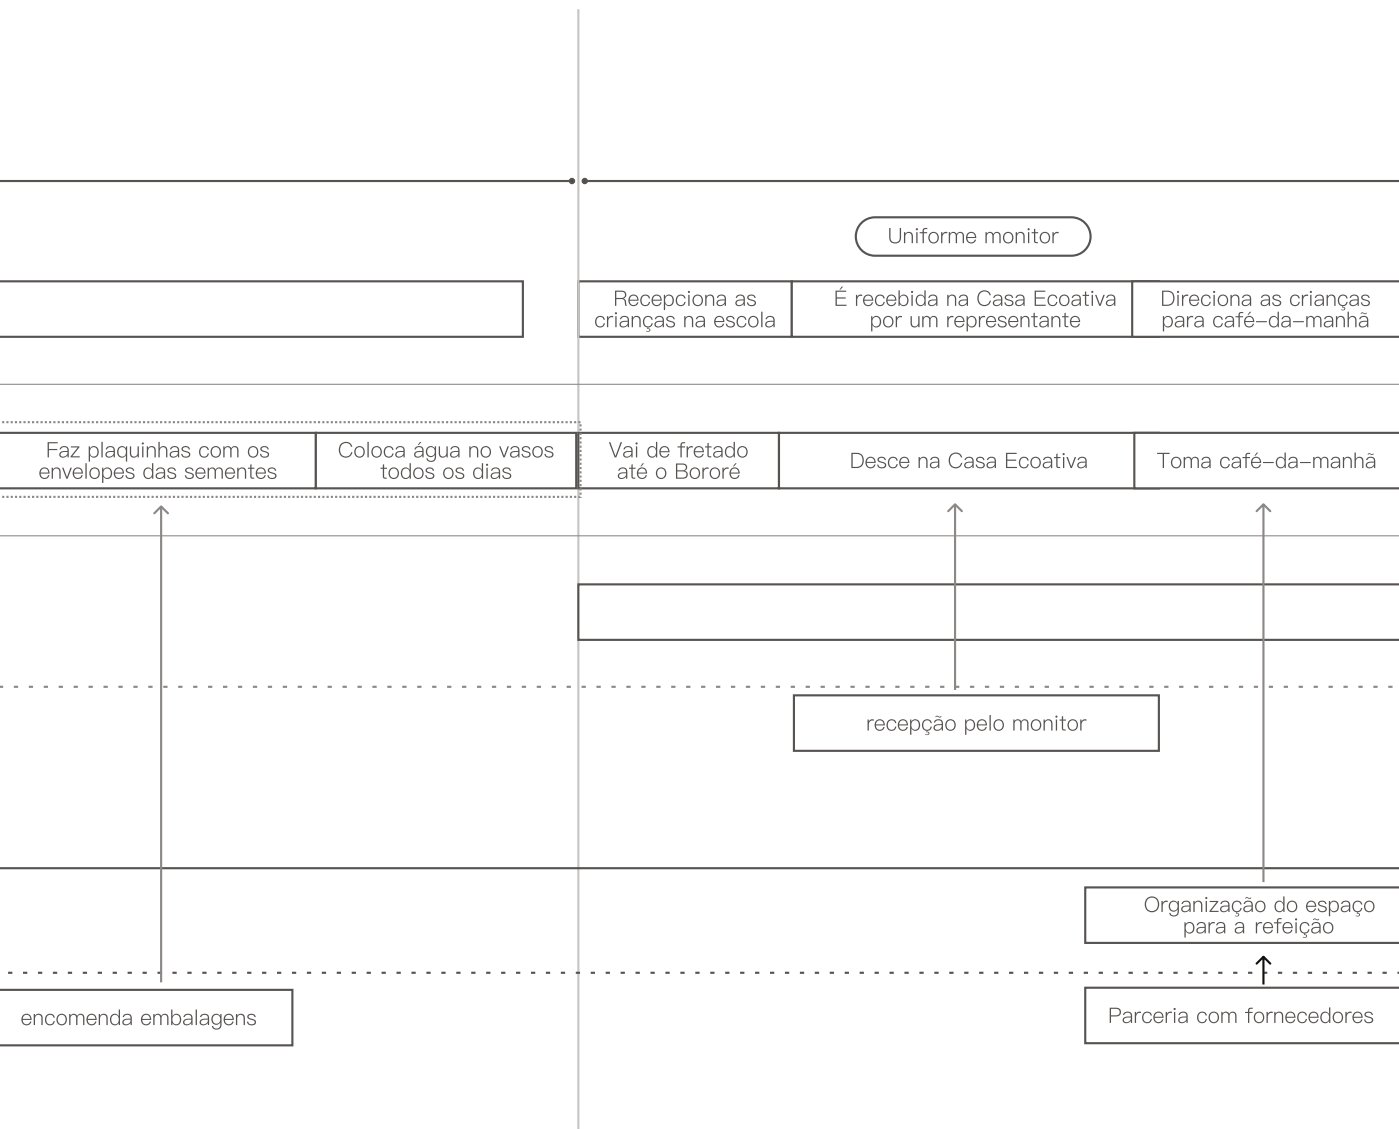 Uniforme monitor
Recepciona as
crianças na escola
É recebida na Casa Ecoativa
por um representante
Direciona as crianças
para café–da–manhã
Faz plaquinhas com os
envelopes das sementes
Coloca água no vasos
todos os dias
Vai de fretado
até o Bororé
Desce na Casa Ecoativa
Toma café–da–manhã
recepção pelo monitor
Organização do espaço
para a refeição
encomenda embalagens
Parceria com fornecedores